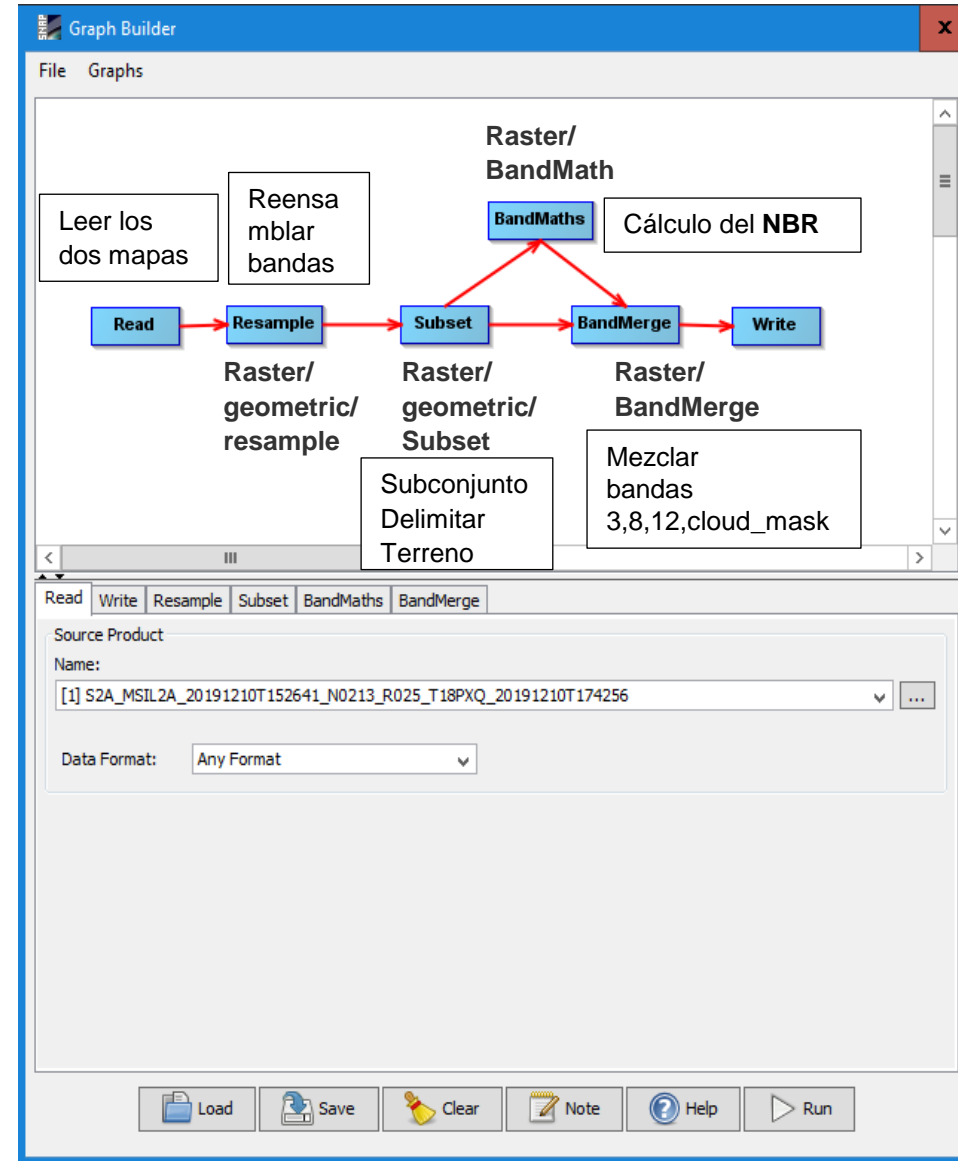 SNAP
Graph Builder
x
File Graphs
Raster/
BandMath
Leer los
dos mapas
Reensa
mblar
bandas
BandMaths
Cálculo del NBR
Read
Resample
Subset
BandMerge
Write
Raster/
geometric/
resample
Raster/
geometric/
Subset
Raster/
BandMerge
Subconjunto
Delimitar
Terreno
Mezclar
bandas
3,8,12,cloud_mask
Read Write Resample Subset BandMaths BandMerge
Source Product
Name:
[1] S2A_MSIL2A_20191210T152641_N0213_R025_T18PXQ_20191210T174256
...
Data Format: Any Format
Load Save Clear Note Help Run